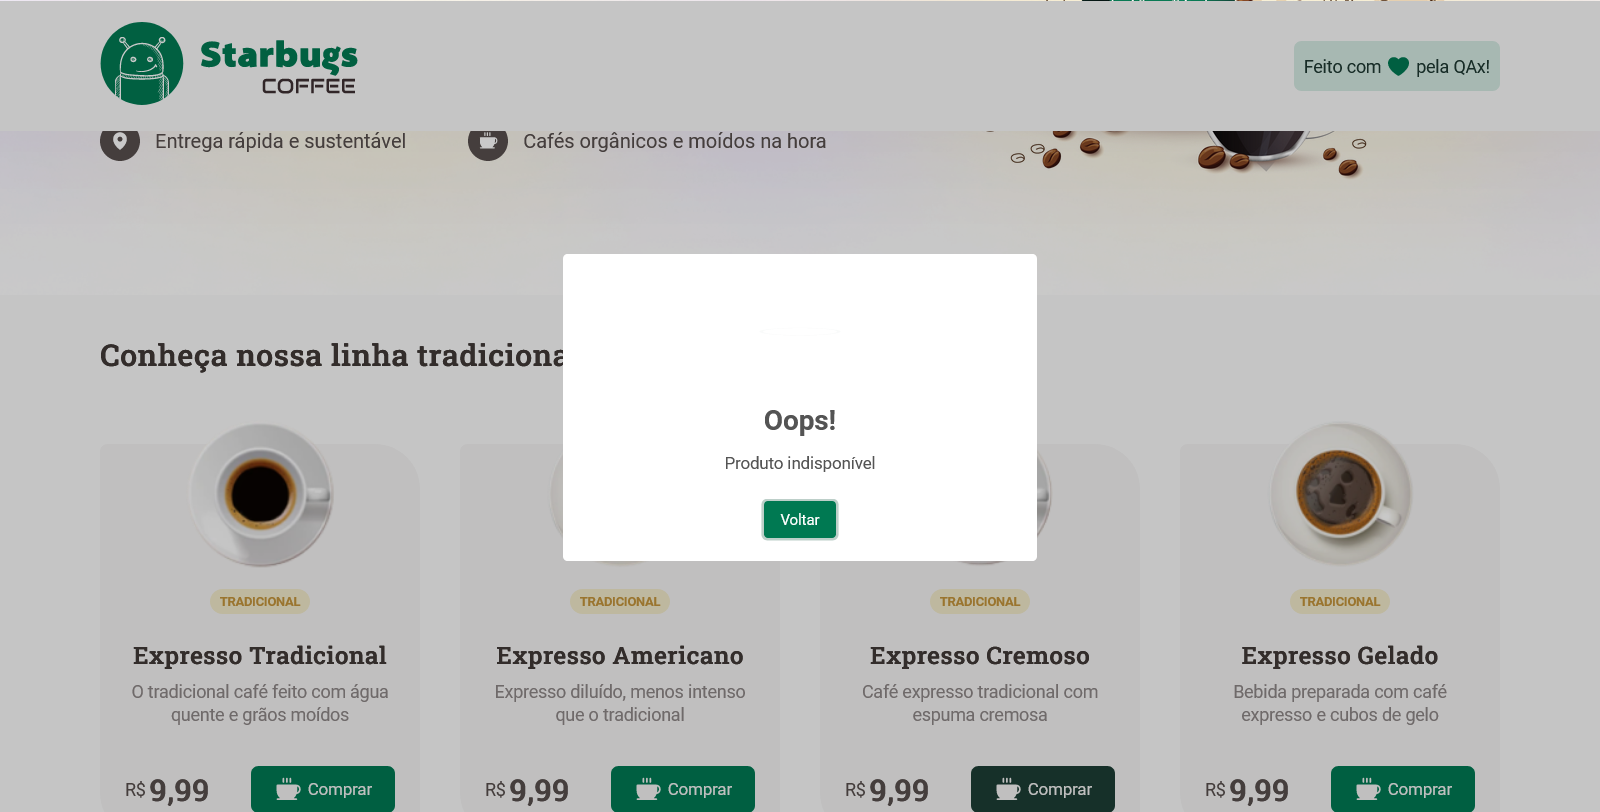 Starbugs
COFFEE
Feito com pela QAx!
Entrega rápida e sustentável
Cafés orgânicos e moídos na hora
Conheça nossa linha tradiciona
Oops!
Produto indisponível
Voltar
TRADICIONAL
Expresso Tradicional
O tradicional café feito com água
quente e grãos moídos
R$ 9,99
Comprar
TRADICIONAL
Expresso Americano
Expresso diluído, menos intenso
que o tradicional
R$ 9,99
Comprar
TRADICIONAL
Expresso Cremoso
Café expresso tradicional com
espuma cremosa
R$ 9,99
Comprar
TRADICIONAL
Expresso Gelado
Bebida preparada com café
expresso e cubos de gelo
R$ 9,99
Comprar